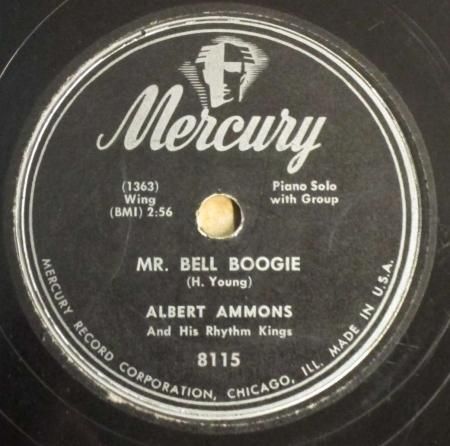 Mercury
(1363)
Wing
(BMI) 2:56
Piano Solo
with Group
MR. BELL BOOGIE
(H. Young)
ALBERT AMMONS
And His Rhythm Kings
8115
MERCURY RECORD CORPORATION, CHICAGO, ILL. MADE IN U.S.A.